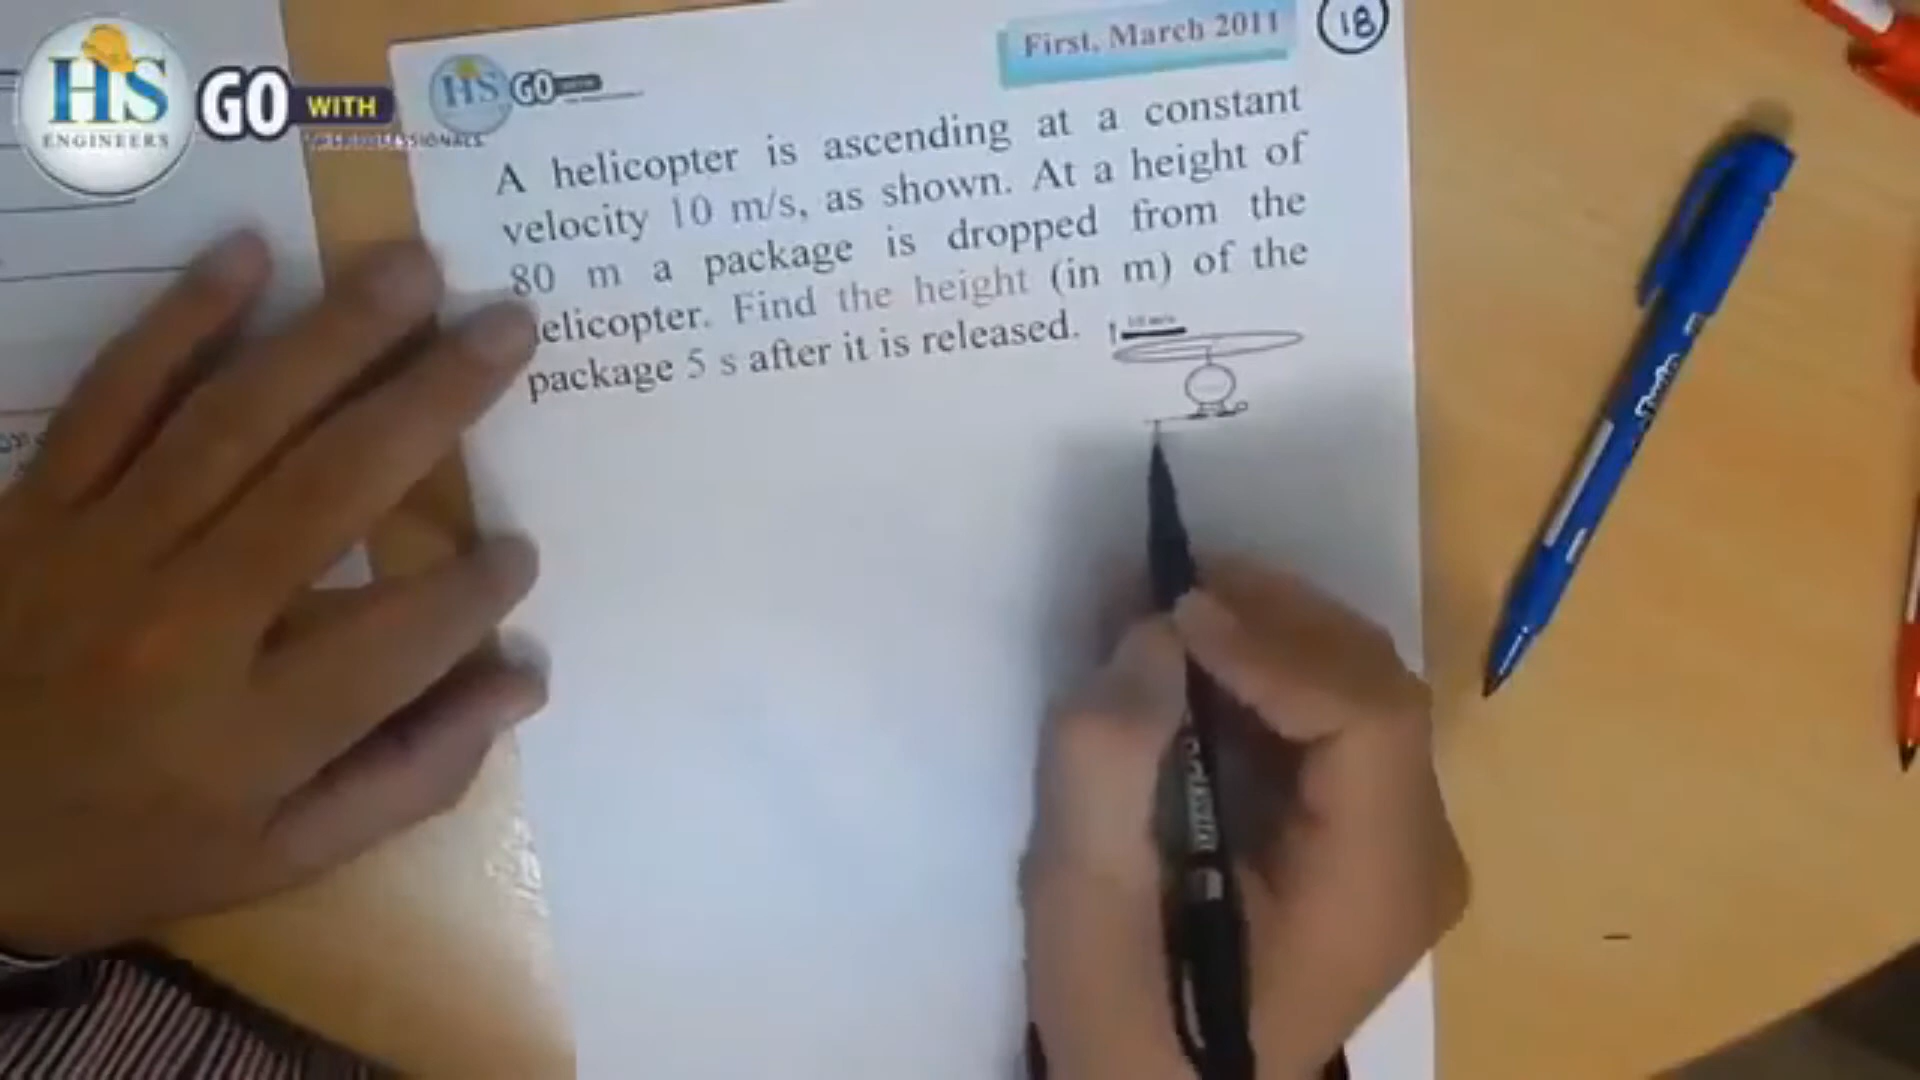 HS
ENGINEERS
GO WITH
First, March 2011
18
HS GO
A helicopter is ascending at a constant
velocity 10 m/s, as shown. At a height of
80 m a package is dropped from the
elicopter. Find the height (in m) of the
package 5 s after it is released.